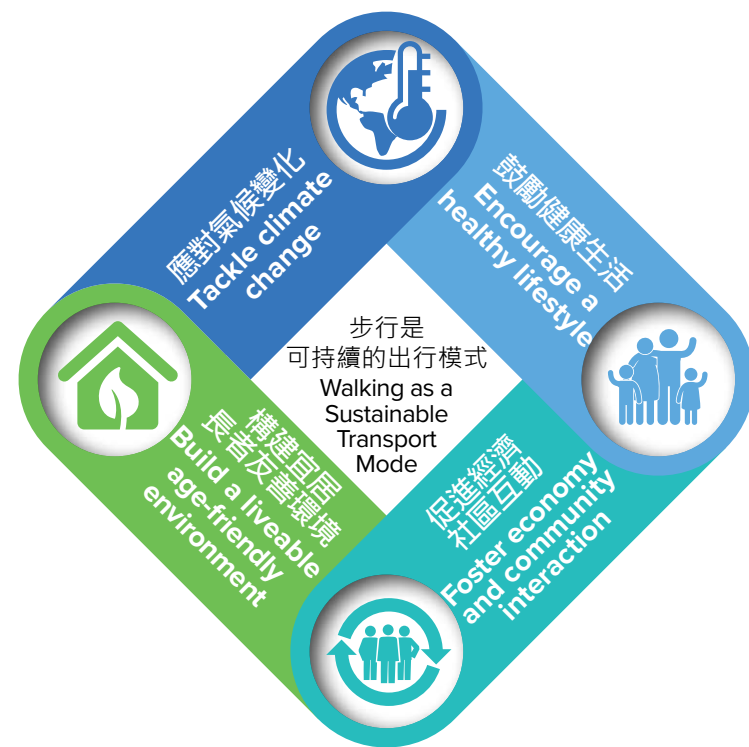 應對氣候變化
Tackle climate
change
鼓勵健康生活
Encourage a
healthy lifestyle
步行是
可持續的出行模式
Walking as a
Sustainable
Transport
Mode
構建宜居
長者友善環境
Build a liveable
age-friendly
environment
促進經濟
社區互動
Foster economy
and community
interaction